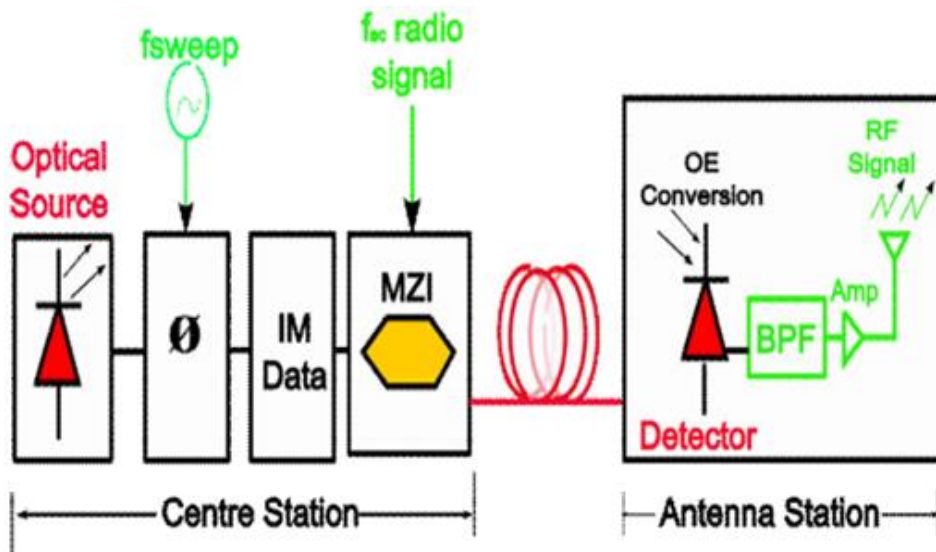 fsweep
fsc radio
signal
Optical
Source
Ø
IM
Data
MZI
OE
Conversion
RF
Signal
BPF
Amp
Detector
Centre Station
Antenna Station